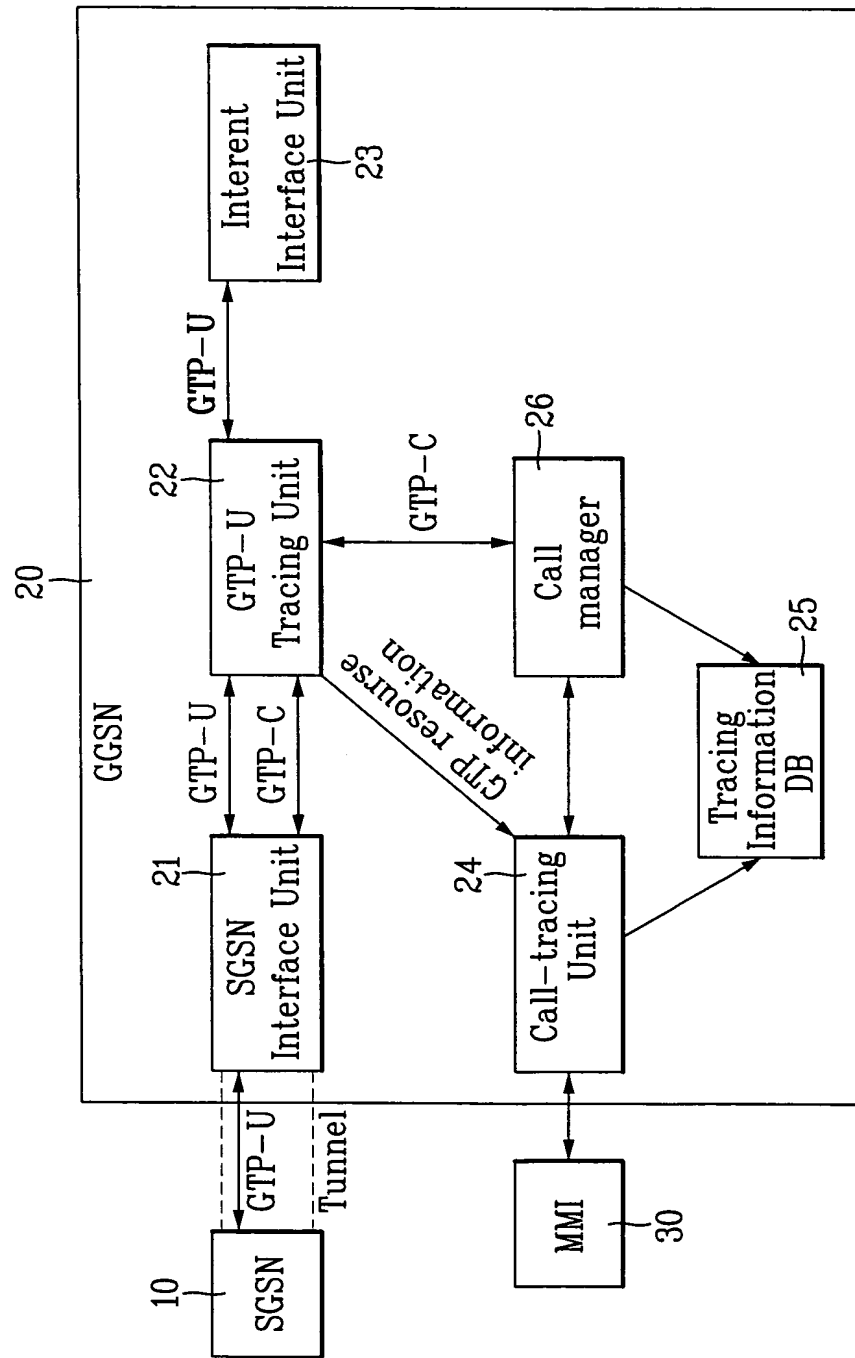 GGSN
20
10
SGSN
GTP-U
Tunnel
21
SGSN
Interface Unit
GTP-U
GTP-C
22
GTP-U
Tracing Unit
GTP-U
Interent
Interface Unit
23
GTP-C
GTP resourse
information
MMI
30
24
Call-tracing
Unit
26
Call
manager
25
Tracing
Information
DB